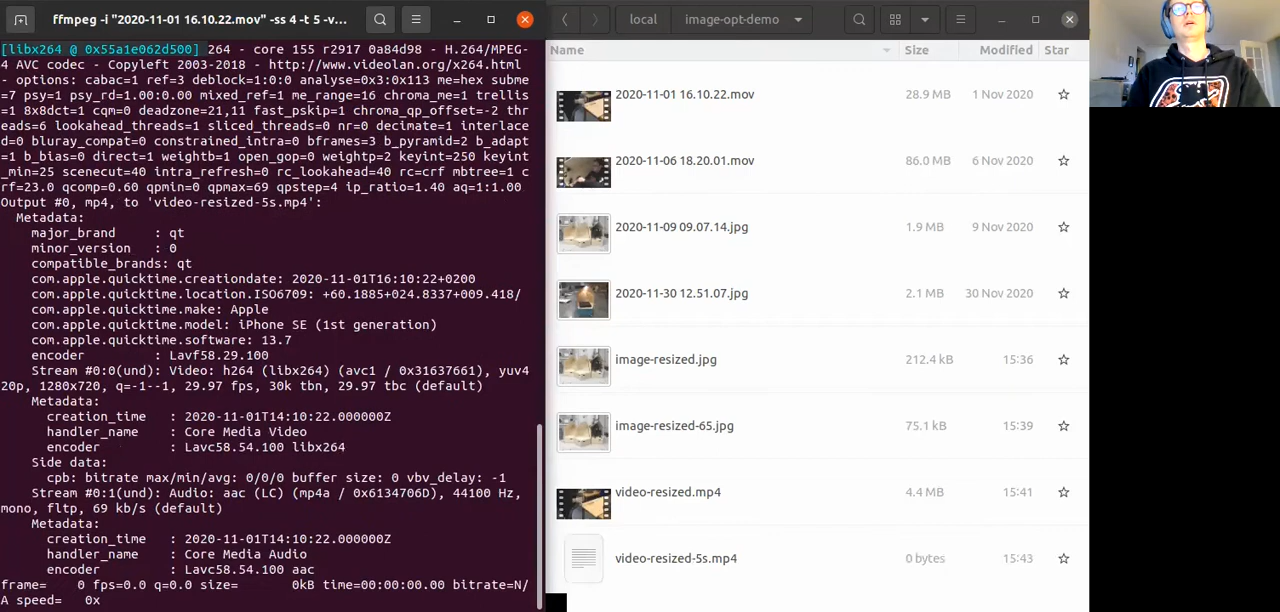 ffmpeg -i "2020-11-01 16.10.22.mov" -ss 4 -t 5 -v...
[libx264 @ 0x55a1e062d500] 264 - core 155 r2917 0a84d98 - H.264/MPEG-
4 AVC codec - Copyleft 2003-2018 - http://www.videolan.org/x264.html
- options: cabac=1 ref=3 deblock=1:0:0 analyse=0x3:0x113 me=hex subme
=7 psy=1 psy_rd=1.00:0.00 mixed_ref=1 me_range=16 chroma_me=1 trellis
=1 8x8dct=1 cqm=0 deadzone=21,11 fast_pskip=1 chroma_qp_offset=-2 thr
eads=6 lookahead_threads=1 sliced_threads=0 nr=0 decimate=1 interlace
d=0 bluray_compat=0 constrained_intra=0 bframes=3 b_pyramid=2 b_adapt
=1 b_bias=0 direct=1 weightb=1 open_gop=0 weightp=2 keyint=250 keyint
_min=25 scenecut=40 intra_refresh=0 rc_lookahead=40 rc=crf mbtree=1 c
rf=23.0 qcomp=0.60 qpmin=0 qpmax=69 qpstep=4 ip_ratio=1.40 aq=1:1.00
Output #0, mp4, to 'video-resized-5s.mp4':
Metadata:
major_brand : qt
minor_version : 0
compatible_brands: qt
com.apple.quicktime.creationdate: 2020-11-01T16:10:22+0200
com.apple.quicktime.location.ISO6709: +60.1885+024.8337+009.418/
com.apple.quicktime.make: Apple
com.apple.quicktime.model: iPhone SE (1st generation)
com.apple.quicktime.software: 13.7
encoder : Lavf58.29.100
Stream #0:0(und): Video: h264 (libx264) (avc1 / 0x31637661), yuv4
20p, 1280x720, q=-1--1, 29.97 fps, 30k tbn, 29.97 tbc (default)
Metadata:
creation_time : 2020-11-01T14:10:22.000000Z
handler_name : Core Media Video
encoder : Lavc58.54.100 libx264
Side data:
cpb: bitrate max/min/avg: 0/0/0 buffer size: 0 vbv_delay: -1
Stream #0:1(und): Audio: aac (LC) (mp4a / 0x6134706D), 44100 Hz,
mono, fltp, 69 kb/s (default)
Metadata:
creation_time : 2020-11-01T14:10:22.000000Z
handler_name : Core Media Audio
encoder : Lavc58.54.100 aac
frame= 0 fps=0.0 q=0.0 size= 0kB time=00:00:00.00 bitrate=N/
A speed= 0x
local image-opt-demo
Name Size Modified Star
2020-11-01 16.10.22.mov 28.9 MB 1 Nov 2020
2020-11-06 18.20.01.mov 86.0 MB 6 Nov 2020
2020-11-09 09.07.14.jpg 1.9 MB 9 Nov 2020
2020-11-30 12.51.07.jpg 2.1 MB 30 Nov 2020
image-resized.jpg 212.4 kB 15:36
image-resized-65.jpg 75.1 kB 15:39
video-resized.mp4 4.4 MB 15:41
video-resized-5s.mp4 0 bytes 15:43